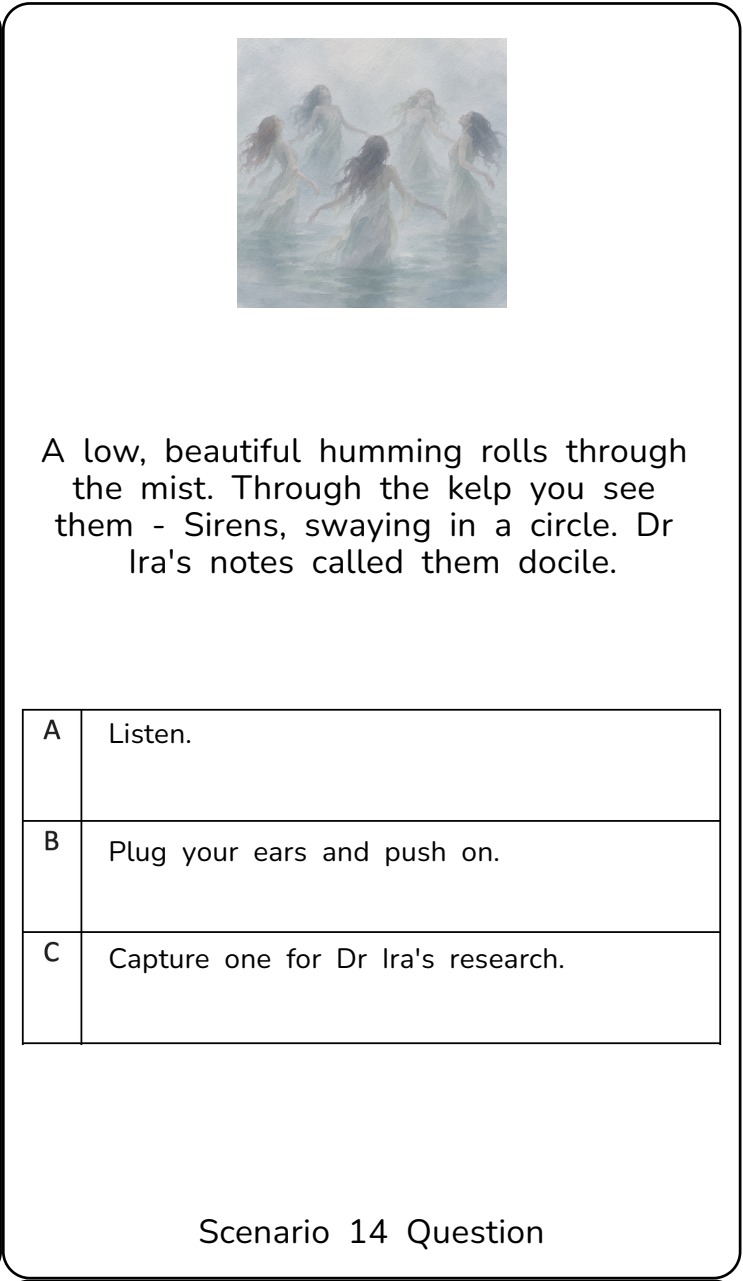 A low, beautiful humming rolls through
the mist. Through the kelp you see
them - Sirens, swaying in a circle. Dr
Ira's notes called them docile.
A Listen.
B Plug your ears and push on.
C Capture one for Dr Ira's research.
Scenario 14 Question